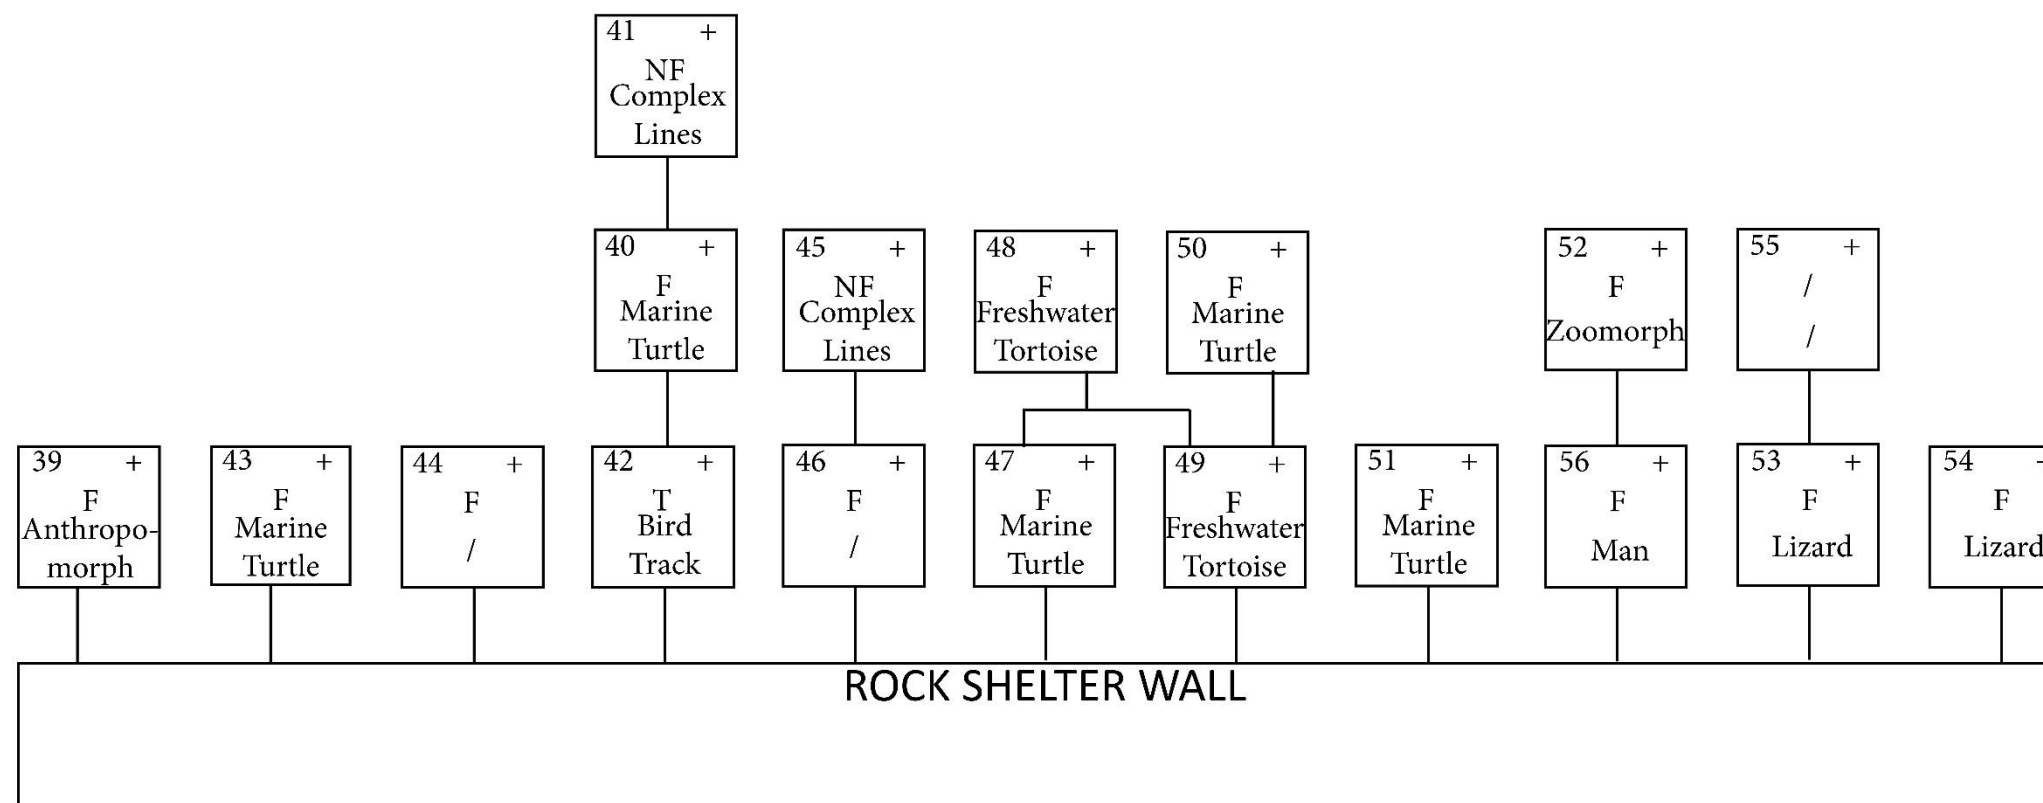 41 +
NF
Complex
Lines
40 +
F
Marine
Turtle
45 +
NF
Complex
Lines
48 +
F
Freshwater
Tortoise
50 +
F
Marine
Turtle
52 +
F
Zoomorph
55 +
/
/
39 +
F
Anthropo-
morph
43 +
F
Marine
Turtle
44 +
F
/
42 +
T
Bird
Track
46 +
F
/
47 +
F
Marine
Turtle
49 +
F
Freshwater
Tortoise
51 +
F
Marine
Turtle
56 +
F
Man
53 +
F
Lizard
54
F
Lizard
ROCK SHELTER WALL